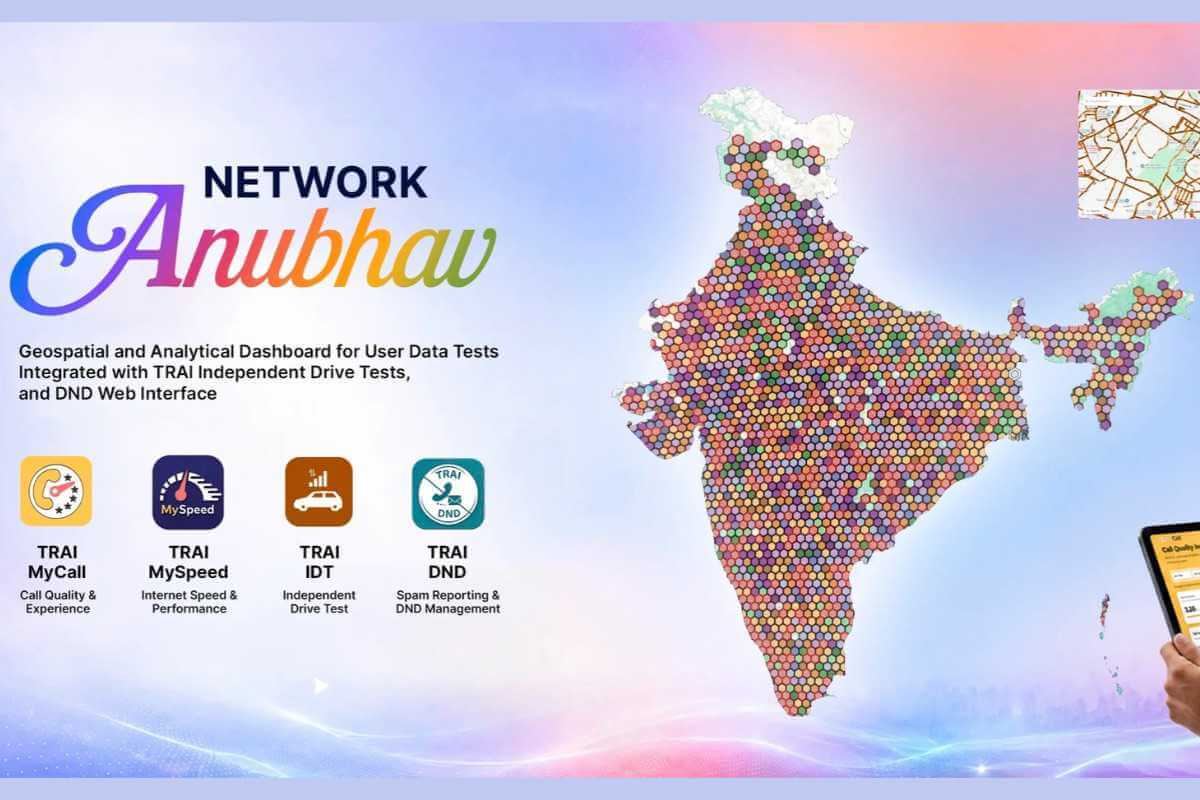 NETWORK
Anubhav
Geospatial and Analytical Dashboard for User Data Tests
Integrated with TRAI Independent Drive Tests,
and DND Web Interface
MySpeed
TRAI
DND
TRAI
MyCall
Call Quality &
Experience
TRAI
MySpeed
Internet Speed &
Performance
TRAI
IDT
Independent
Drive Test
TRAI
DND
Spam Reporting &
DND Management
Call Quality